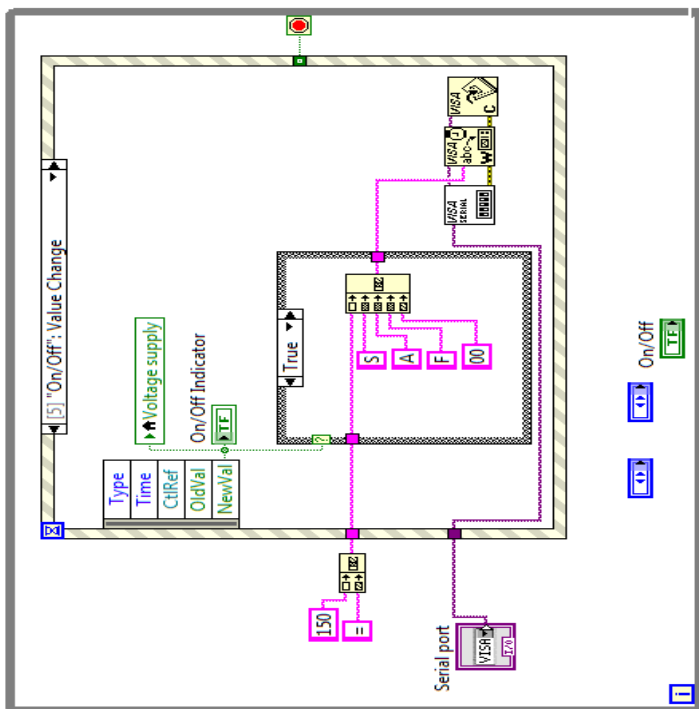 [5] "On/Off": Value Change
Type
Time
CtlRef
OldVal
NewVal
Voltage supply
On/Off Indicator
TF
True
?
S
A
F
00
150
=
Serial port
VISA
I/O
VISA
SERIAL
VISA
abc
W
VISA
C
On/Off
TF
i